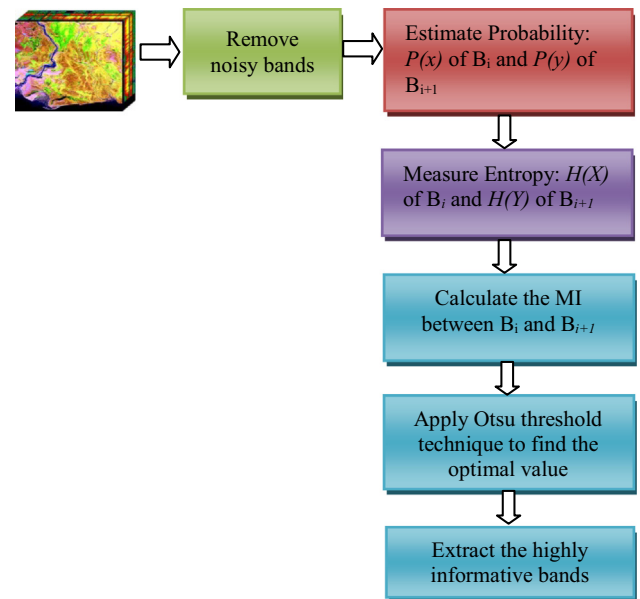 Remove
noisy bands
Estimate Probability:
P(x) of Bi and P(y) of
Bi+1
Measure Entropy: H(X)
of Bi and H(Y) of Bi+1
Calculate the MI
between Bi and Bi+1
Apply Otsu threshold
technique to find the
optimal value
Extract the highly
informative bands